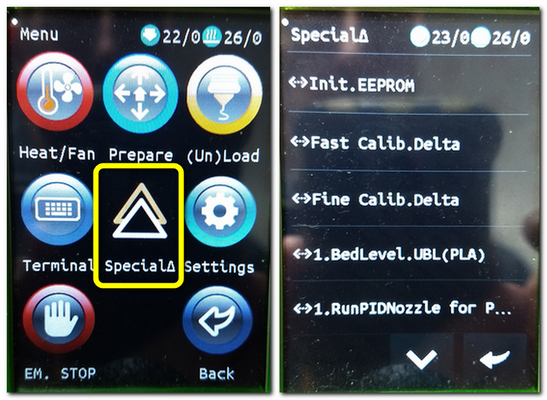 Menu 22/0 26/0
Heat/Fan Prepare (Un)Load
Terminal SpecialΔ Settings
EM. STOP Back
SpecialΔ 23/0 26/0
Init.EEPROM
Fast Calib.Delta
Fine Calib.Delta
1.BedLevel.UBL(PLA)
1.RunPIDNozzle for P...